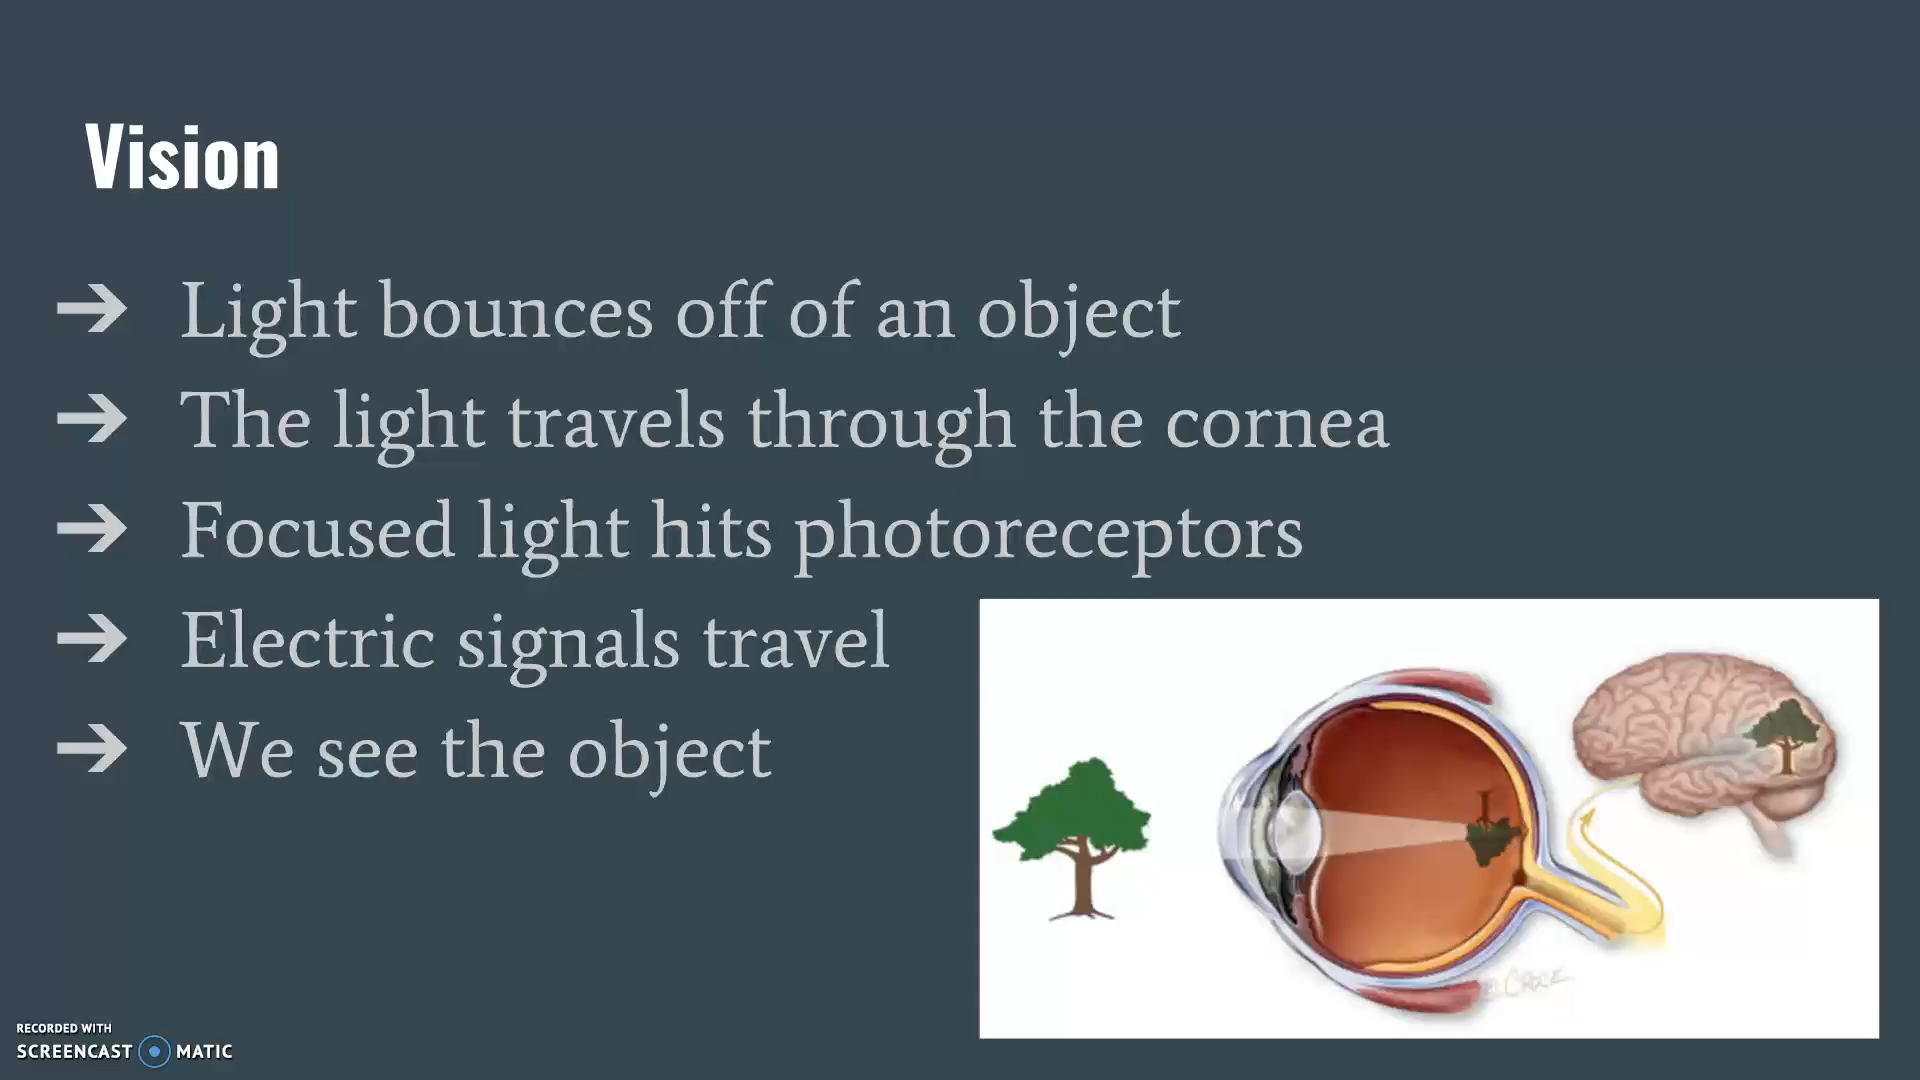 Vision
➔ Light bounces off of an object
➔ The light travels through the cornea
➔ Focused light hits photoreceptors
➔ Electric signals travel
➔ We see the object
RECORDED WITH
SCREENCAST MATIC